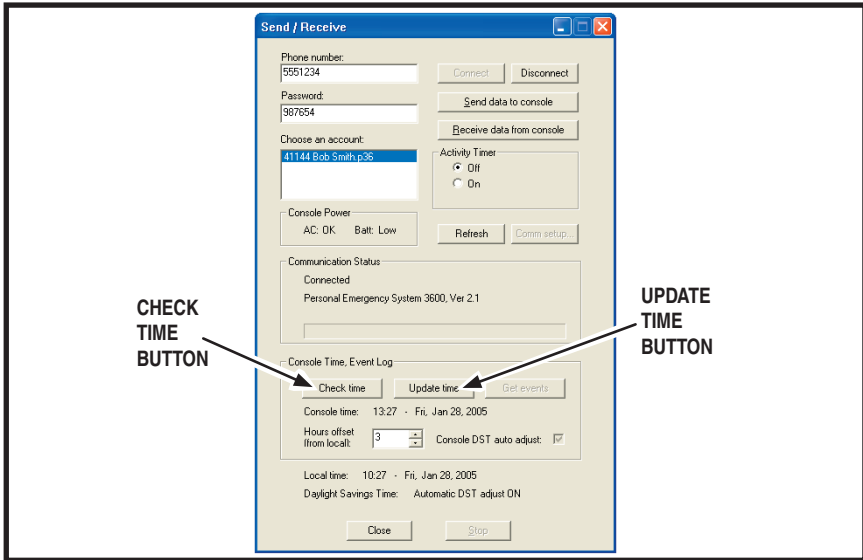 Send / Receive
Phone number:
5551234
Connect
Disconnect
Password:
987654
Send data to console
Receive data from console
Choose an account:
41144 Bob Smith.p36
Activity Timer
Off
On
Console Power
AC: OK Batt: Low
Refresh
Comm setup...
Communication Status
Connected
Personal Emergency System 3600, Ver 2.1
CHECK
TIME
BUTTON
UPDATE
TIME
BUTTON
Console Time, Event Log
Check time
Update time
Get events
Console time: 13:27 - Fri, Jan 28, 2005
Hours offset
(from local):
3
Console DST auto adjust:
Local time: 10:27 - Fri, Jan 28, 2005
Daylight Savings Time: Automatic DST adjust ON
Close
Stop